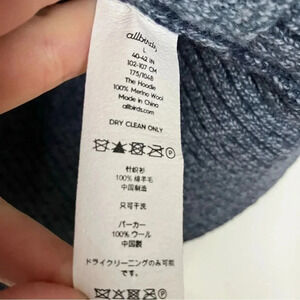 allbirds
L
40-42 IN
102-107 CM
175/104B
The Hoodie
100% Merino Wool
Made in China
allbirds.com
DRY CLEAN ONLY
针织衫
100% 绵羊毛
中国制造
只可干洗
パーカー
100% ウール
中国製
ドライクリーニングのみ可能
です。